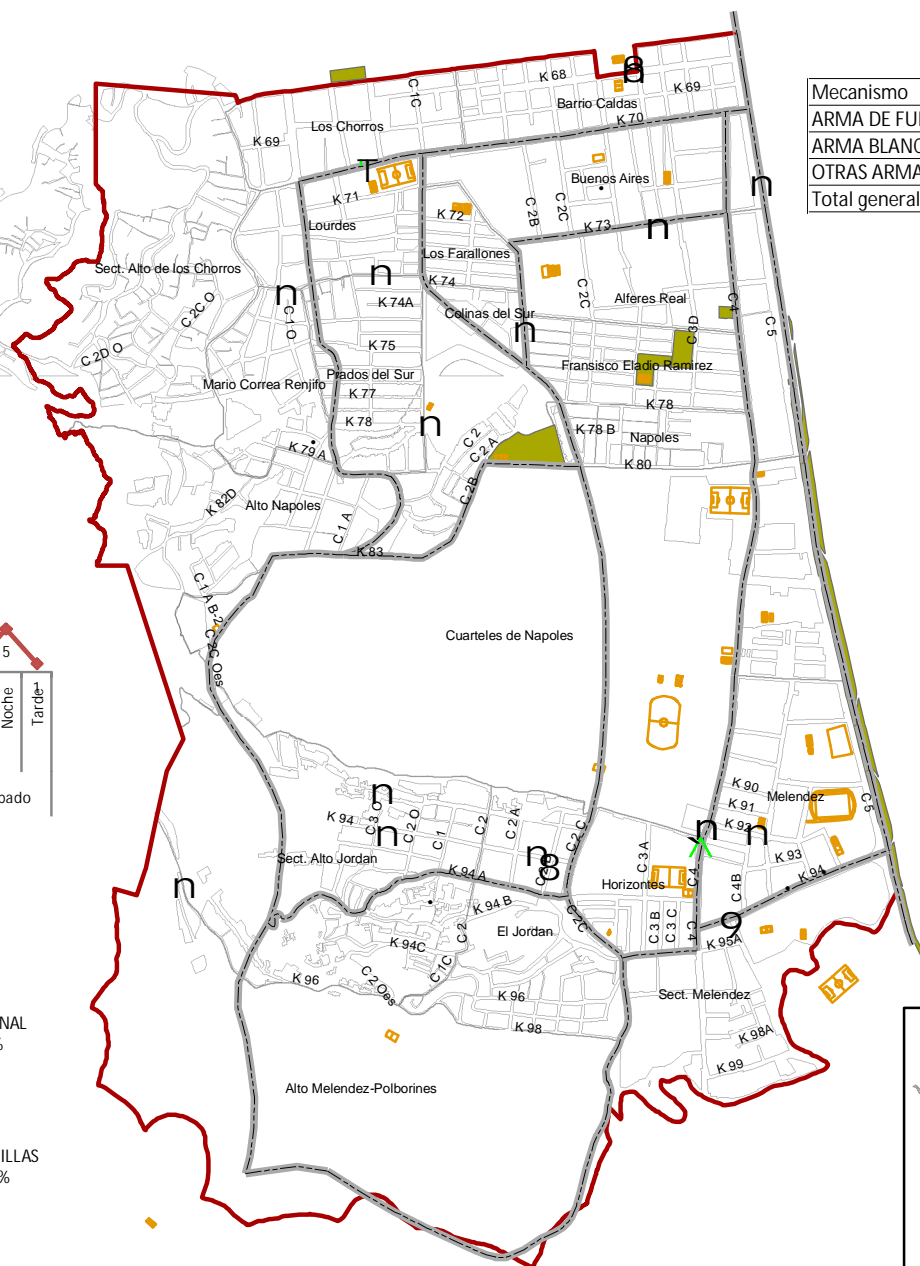 K 68
K 69
Barrio Caldas
K 70
C 1C
Los Chorros
K 69
8
n
Mecanismo
ARMA DE FU
ARMA BLANC
OTRAS ARMA
Total general
T
K 71
Lourdes
K 72
Los Farallones
K 74
Buenos Aires
C 2B
C 2C
K 73
n
n
Sect. Alto de los Chorros
C 2C O
C 2D O
n
C 1 O
n
K 74A
K 75
Colinas del Sur
n
C 2C
Alferes Real
C 3D
C 4
C 5
Mario Correa Renjifo
Prados del Sur
K 77
K 78
n
Fransisco Eladio Ramirez
K 78
K 78 B
Napoles
K 80
K 79 A
C 2
C 2 A
C 2B
K 82D
Alto Napoles
C 1 A
K 83
C 1 A B-2
C 2C Oes
Cuarteles de Napoles
5
1
Noche
Tarde
bado
n
K 94
C 3 O
n
C 2 O
C 1
C 2
C 2 A
C 2 C
n
8
Sect. Alto Jordan
K 94 A
n
K 90
K 91
K 92
Melendez
C 5
n
n
C 3 A
K 93
K 94
Horizontes
C 4
C 4B
9
K 94 B
C 2C
El Jordan
C 3 B
C 3 C
C 4
K 95A
K 94C
C 2
C 1C
K 96
C 2 Oes
K 96
K 98
Sect. Melendez
K 98A
K 99
Alto Melendez-Polborines
NAL
%
ILLAS
%